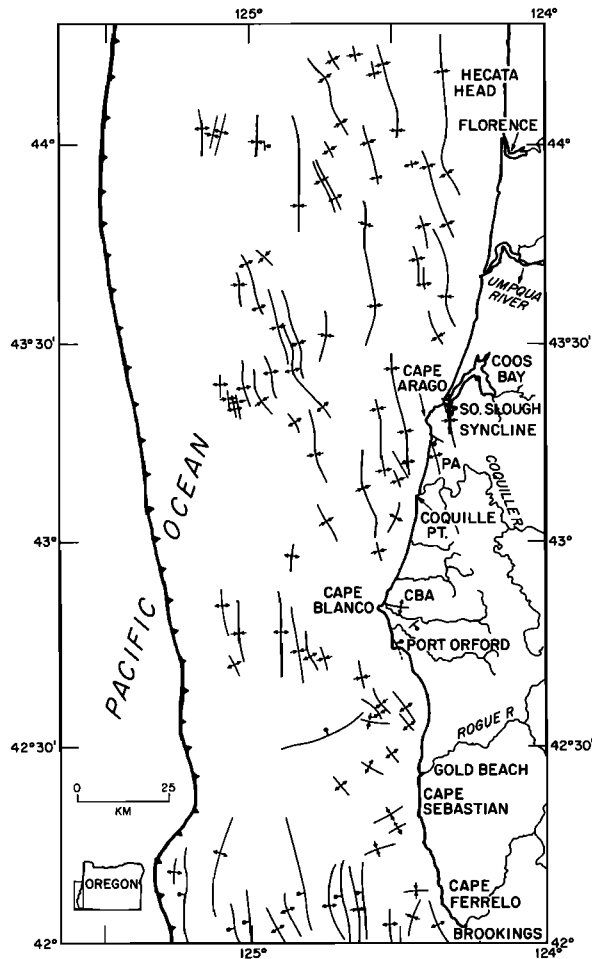 125°
124°
HECATA
HEAD
FLORENCE
44°
44°
UMPQUA
RIVER
43°30'
43°30'
CAPE
ARAGO
COOS
BAY
SO. SLOUGH
SYNCLINE
PA
COQUILLE R
COQUILLE
PT.
PACIFIC OCEAN
43°
43°
CAPE
BLANCO
CBA
PORT ORFORD
ROGUE R
42°30'
42°30'
GOLD BEACH
CAPE
SEBASTIAN
0 25
KM
OREGON
CAPE
FERRELO
BROOKINGS
42°
125°
124°